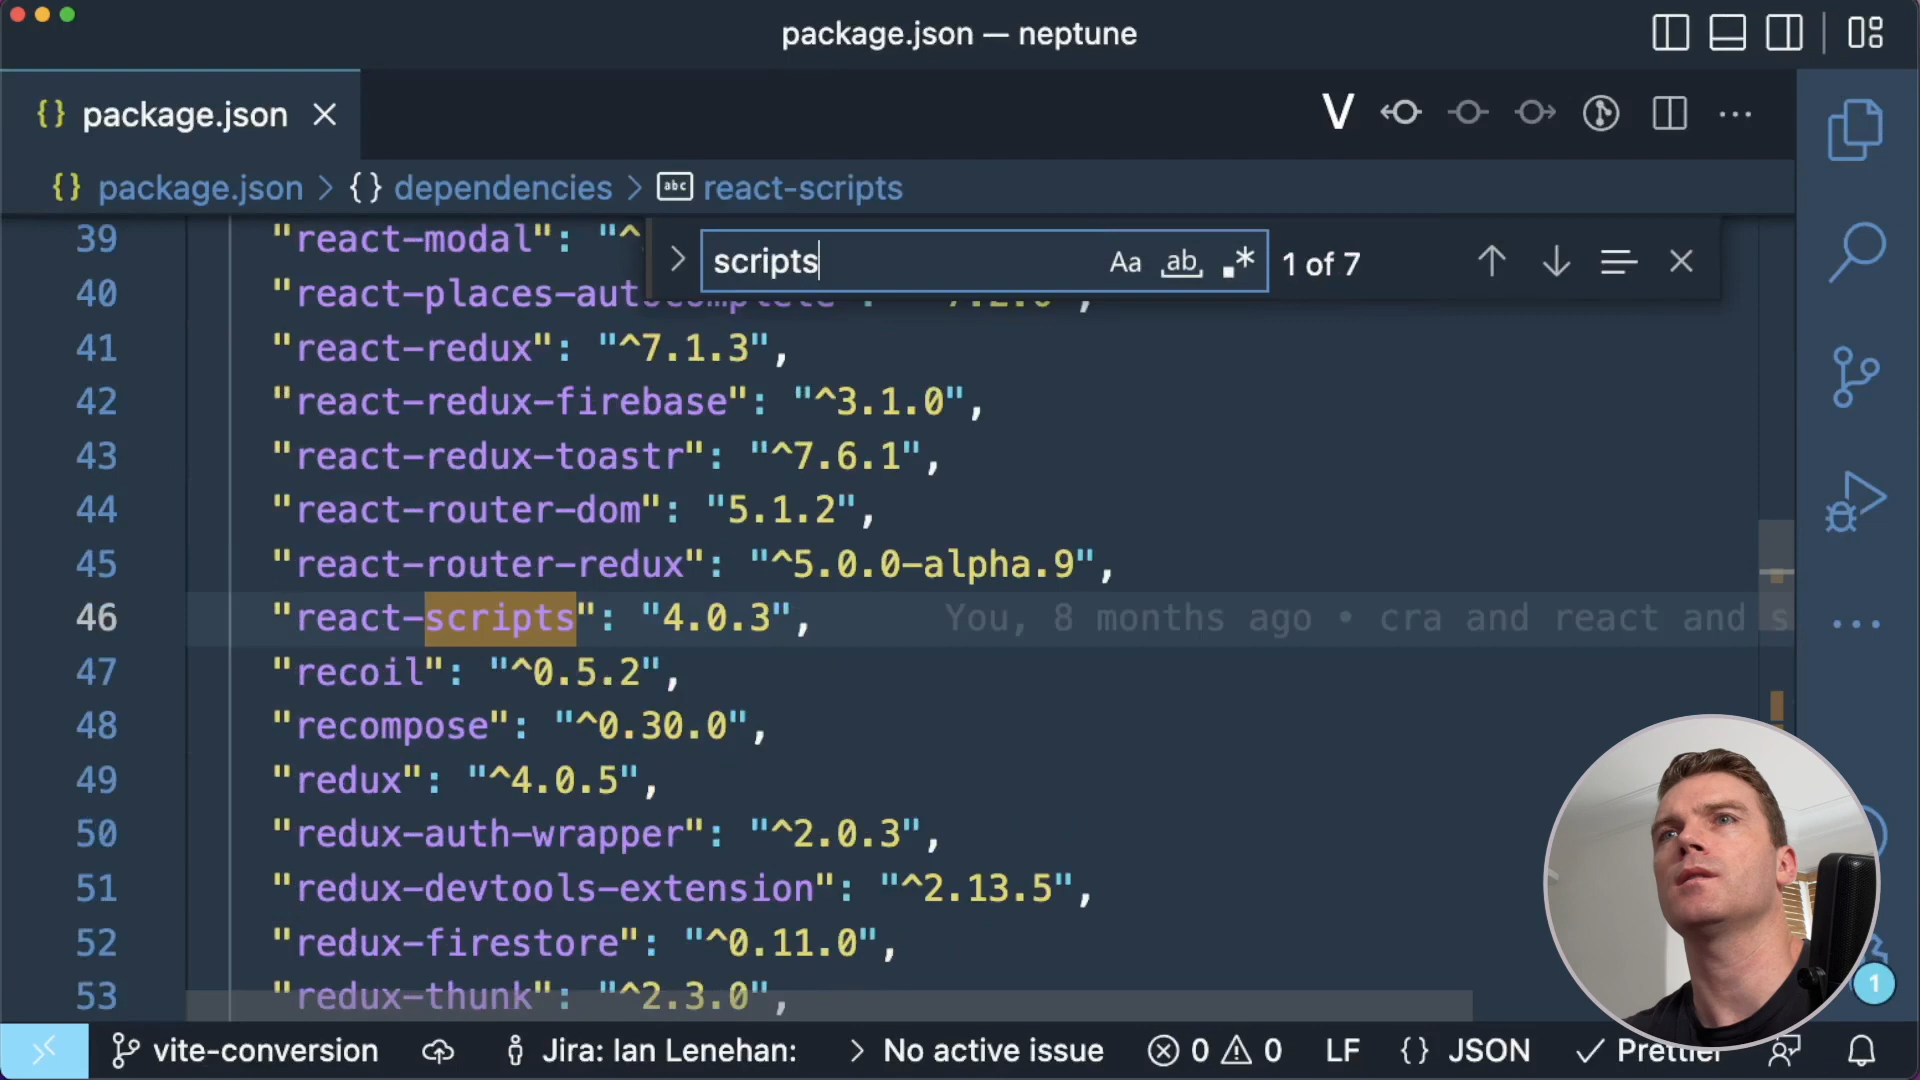 package.json — neptune
{} package.json
V
{} package.json > {} dependencies > abc react-scripts
scripts Aa ab .* 1 of 7
39 "react-modal": "^
40 "react-places-autocomplete": "^7.2.0",
41 "react-redux": "^7.1.3",
42 "react-redux-firebase": "^3.1.0",
43 "react-redux-toastr": "^7.6.1",
44 "react-router-dom": "5.1.2",
45 "react-router-redux": "^5.0.0-alpha.9",
46 "react-scripts": "4.0.3", You, 8 months ago • cra and react and s
47 "recoil": "^0.5.2",
48 "recompose": "^0.30.0",
49 "redux": "^4.0.5",
50 "redux-auth-wrapper": "^2.0.3",
51 "redux-devtools-extension": "^2.13.5",
52 "redux-firestore": "^0.11.0",
53 "redux-thunk": "^2.3.0",
1
vite-conversion Jira: Ian Lenehan: > No active issue 0 0 LF {} JSON Prettier